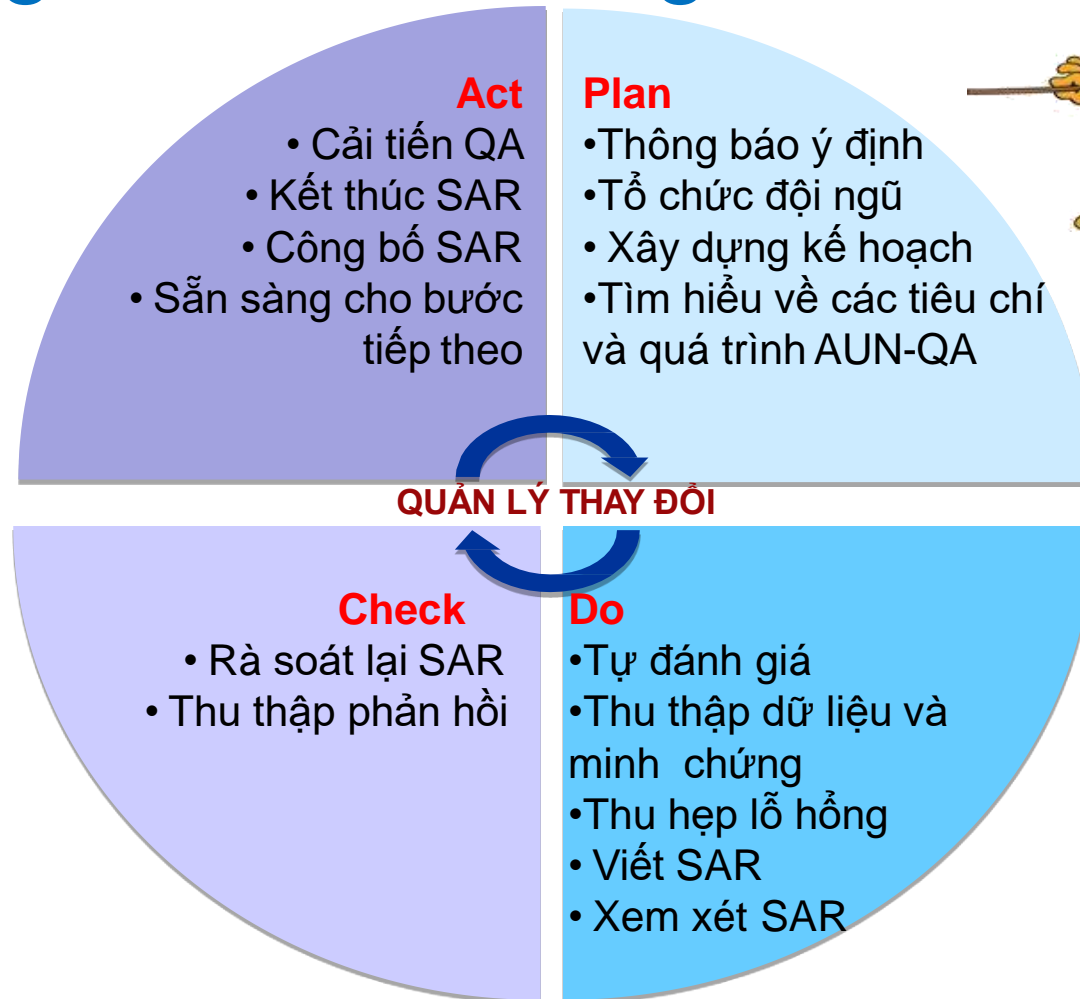 Act
• Cải tiến QA
• Kết thúc SAR
• Công bố SAR
• Sẵn sàng cho bước
tiếp theo
Plan
•Thông báo ý định
•Tổ chức đội ngũ
• Xây dựng kế hoạch
•Tìm hiểu về các tiêu chí
và quá trình AUN-QA
QUẢN LÝ THAY ĐỔI
Check
• Rà soát lại SAR
• Thu thập phản hồi
Do
•Tự đánh giá
•Thu thập dữ liệu và
minh chứng
•Thu hẹp lỗ hổng
• Viết SAR
• Xem xét SAR